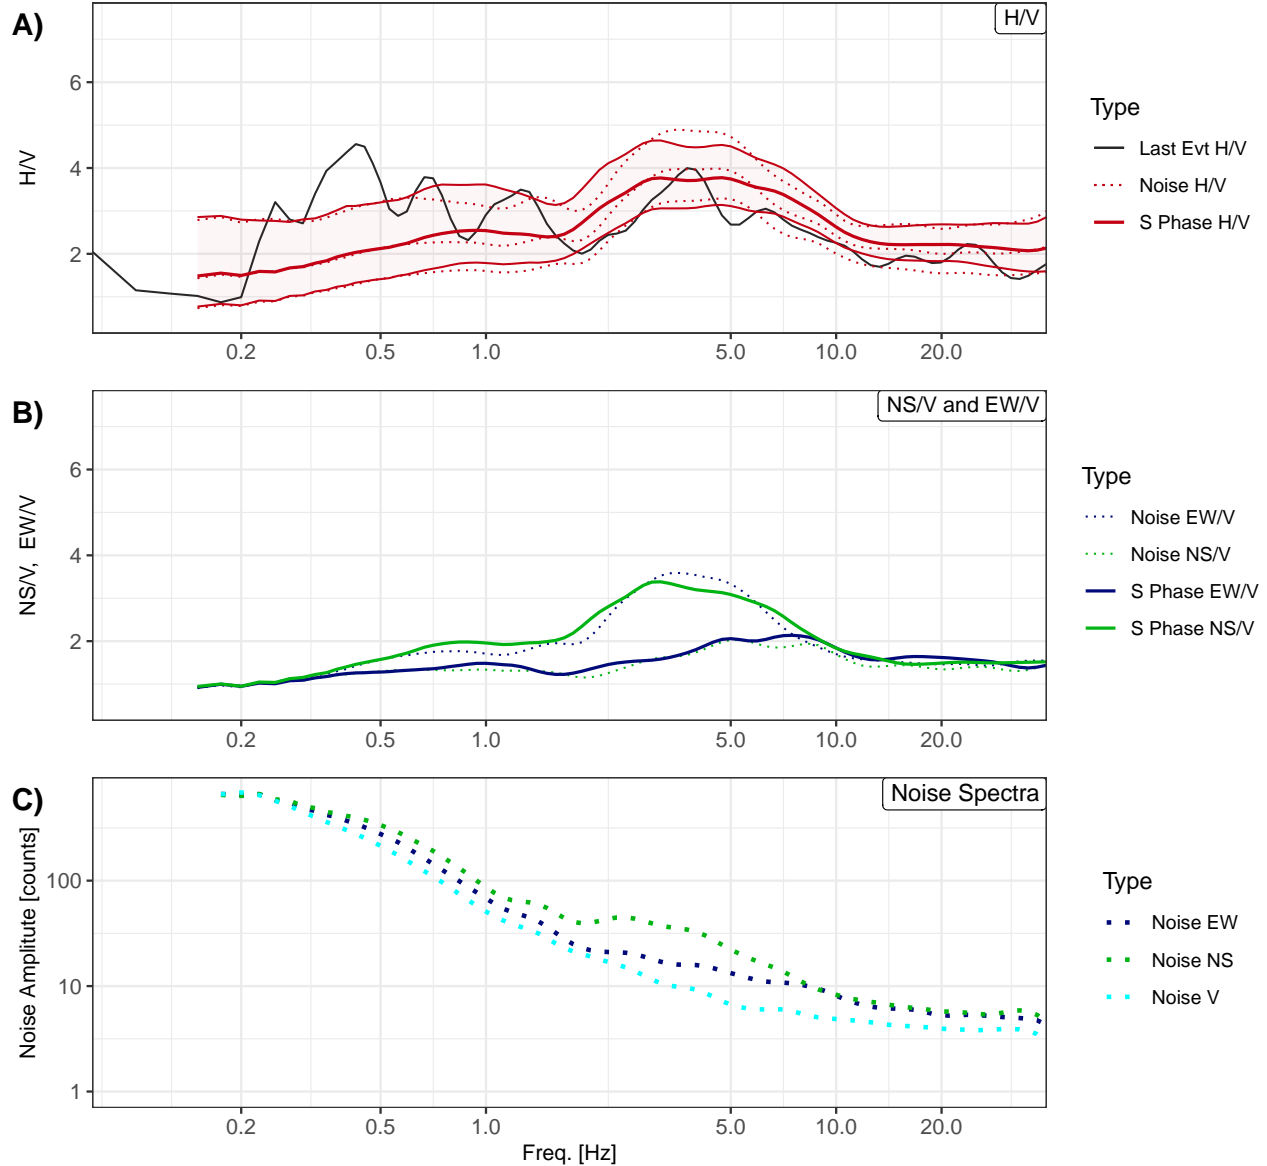 A)
H/V
6
4
2
H/V
0.2 0.5 1.0 5.0 10.0 20.0
Type
Last Evt H/V
Noise H/V
S Phase H/V
B)
NS/V and EW/V
6
4
2
NS/V, EW/V
0.2 0.5 1.0 5.0 10.0 20.0
Type
Noise EW/V
Noise NS/V
S Phase EW/V
S Phase NS/V
C)
Noise Spectra
100
10
1
Noise Amplitute [counts]
0.2 0.5 1.0 5.0 10.0 20.0
Freq. [Hz]
Type
Noise EW
Noise NS
Noise V